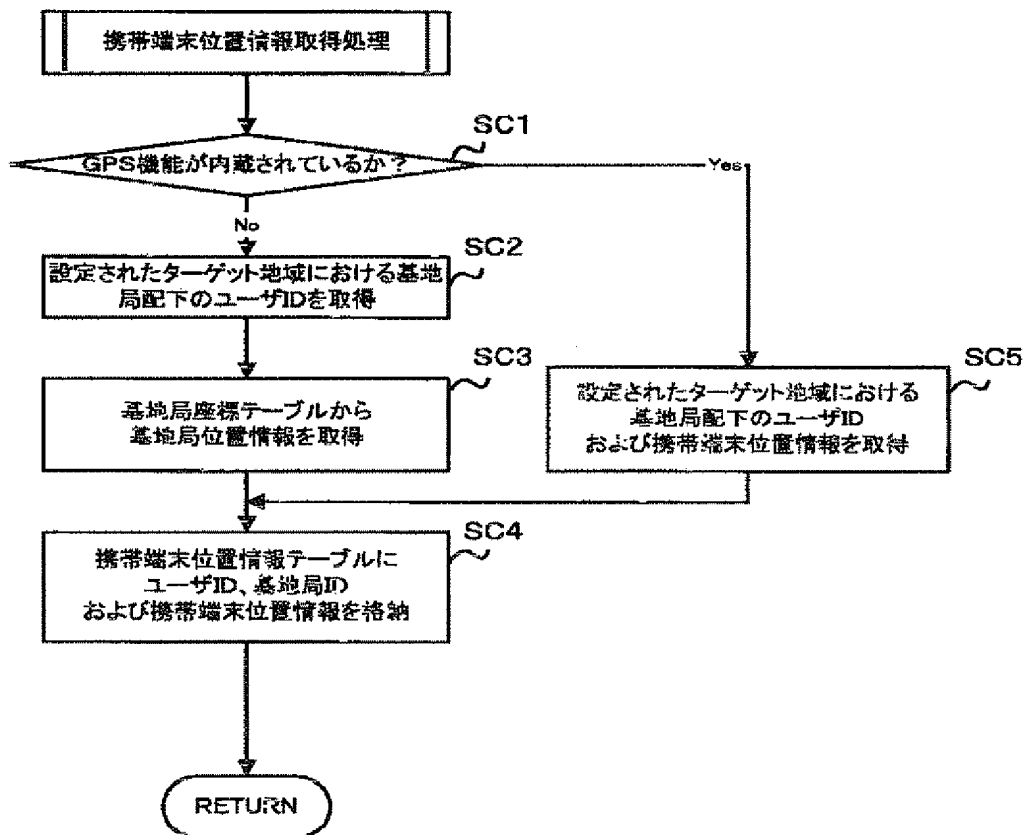 携帯端末位置情報取得処理
SC1
GPS機能が内蔵されているか？
Yes
No
SC2
設定されたターゲット地域における基地
局配下のユーザIDを取得
SC3
基地局座標テーブルから
基地局位置情報を取得
SC5
設定されたターゲット地域における
基地局配下のユーザID
および携帯端末位置情報を取得
SC4
携帯端末位置情報テーブルに
ユーザID、基地局ID
および携帯端末位置情報を格納
RETURN